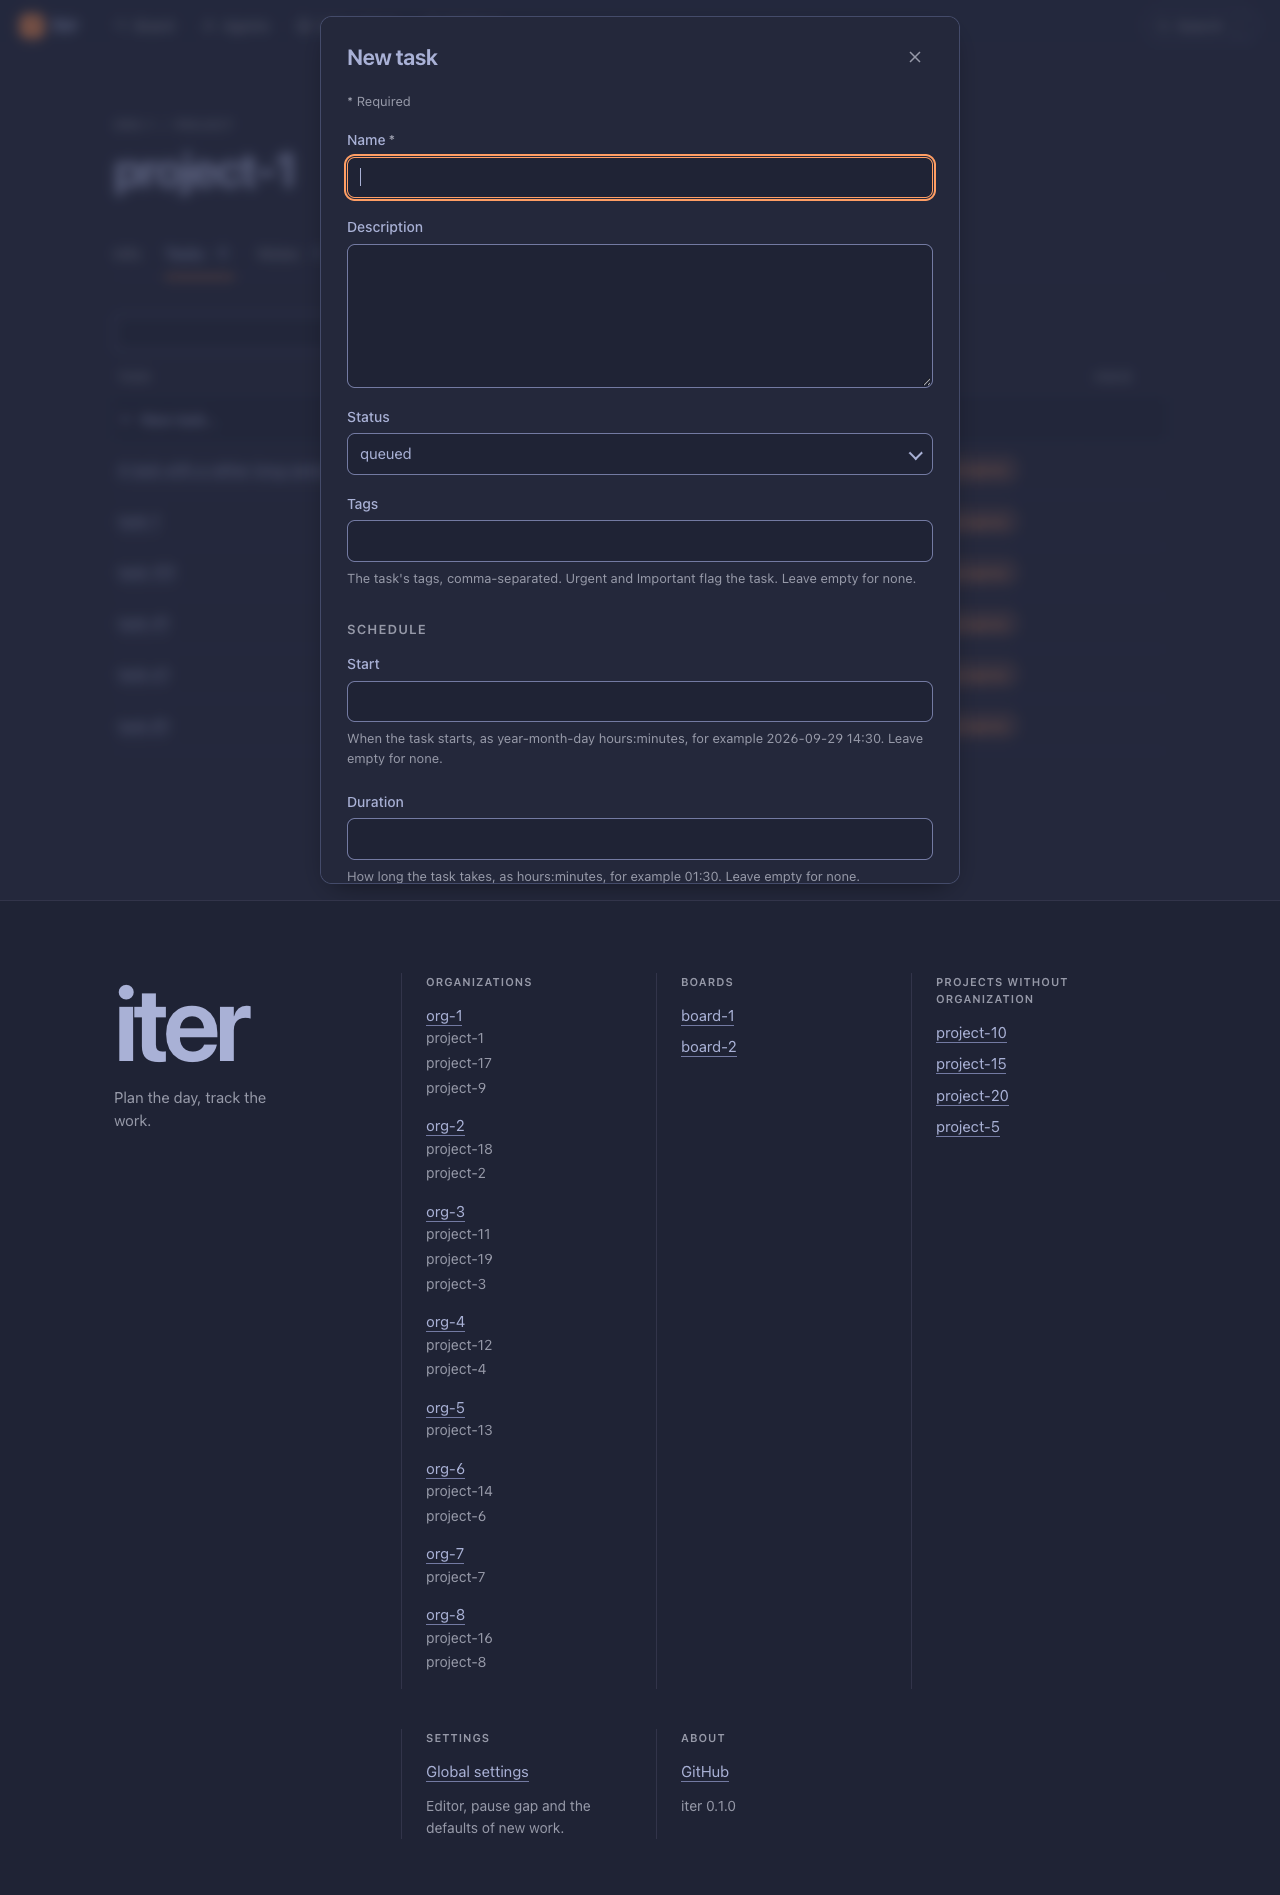 New task
* Required
Name *
Description
Status
queued
Tags
The task's tags, comma-separated. Urgent and Important flag the task. Leave empty for none.
SCHEDULE
Start
When the task starts, as year-month-day hours:minutes, for example 2026-09-29 14:30. Leave
empty for none.
Duration
How long the task takes, as hours:minutes, for example 01:30. Leave empty for none.
project-1
iter
Plan the day, track the
work.
ORGANIZATIONS
org-1
project-1
project-17
project-9
org-2
project-18
project-2
org-3
project-11
project-19
project-3
org-4
project-12
project-4
org-5
project-13
org-6
project-14
project-6
org-7
project-7
org-8
project-16
project-8
BOARDS
board-1
board-2
PROJECTS WITHOUT
ORGANIZATION
project-10
project-15
project-20
project-5
SETTINGS
Global settings
Editor, pause gap and the
defaults of new work.
ABOUT
GitHub
iter 0.1.0